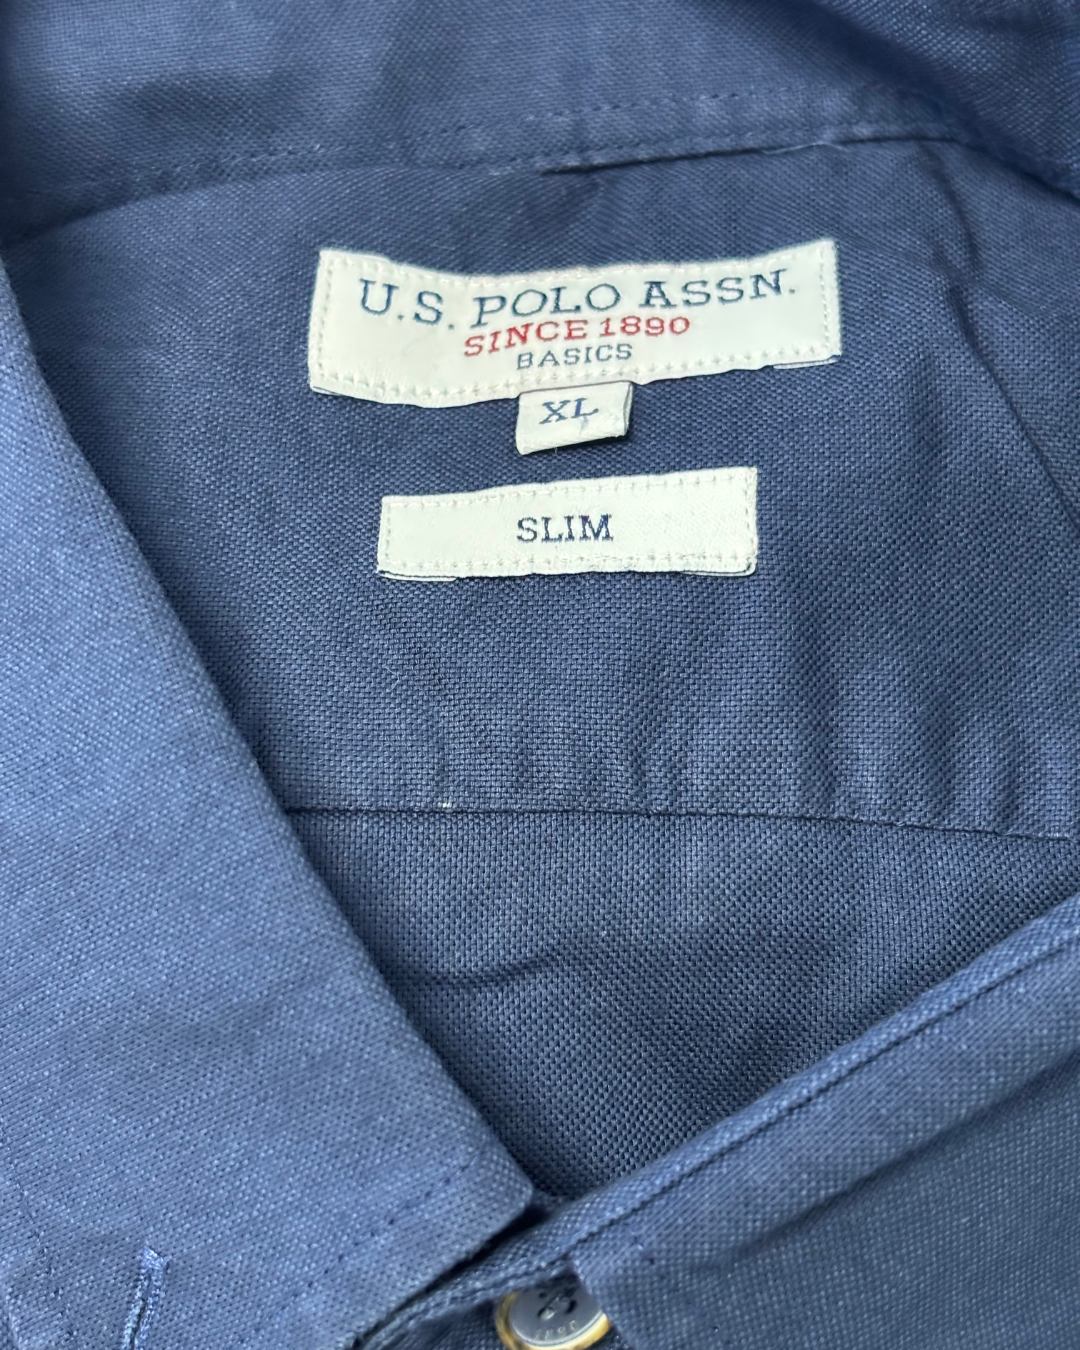 U.S. POLO ASSN.
SINCE 1890
BASICS
XL
SLIM